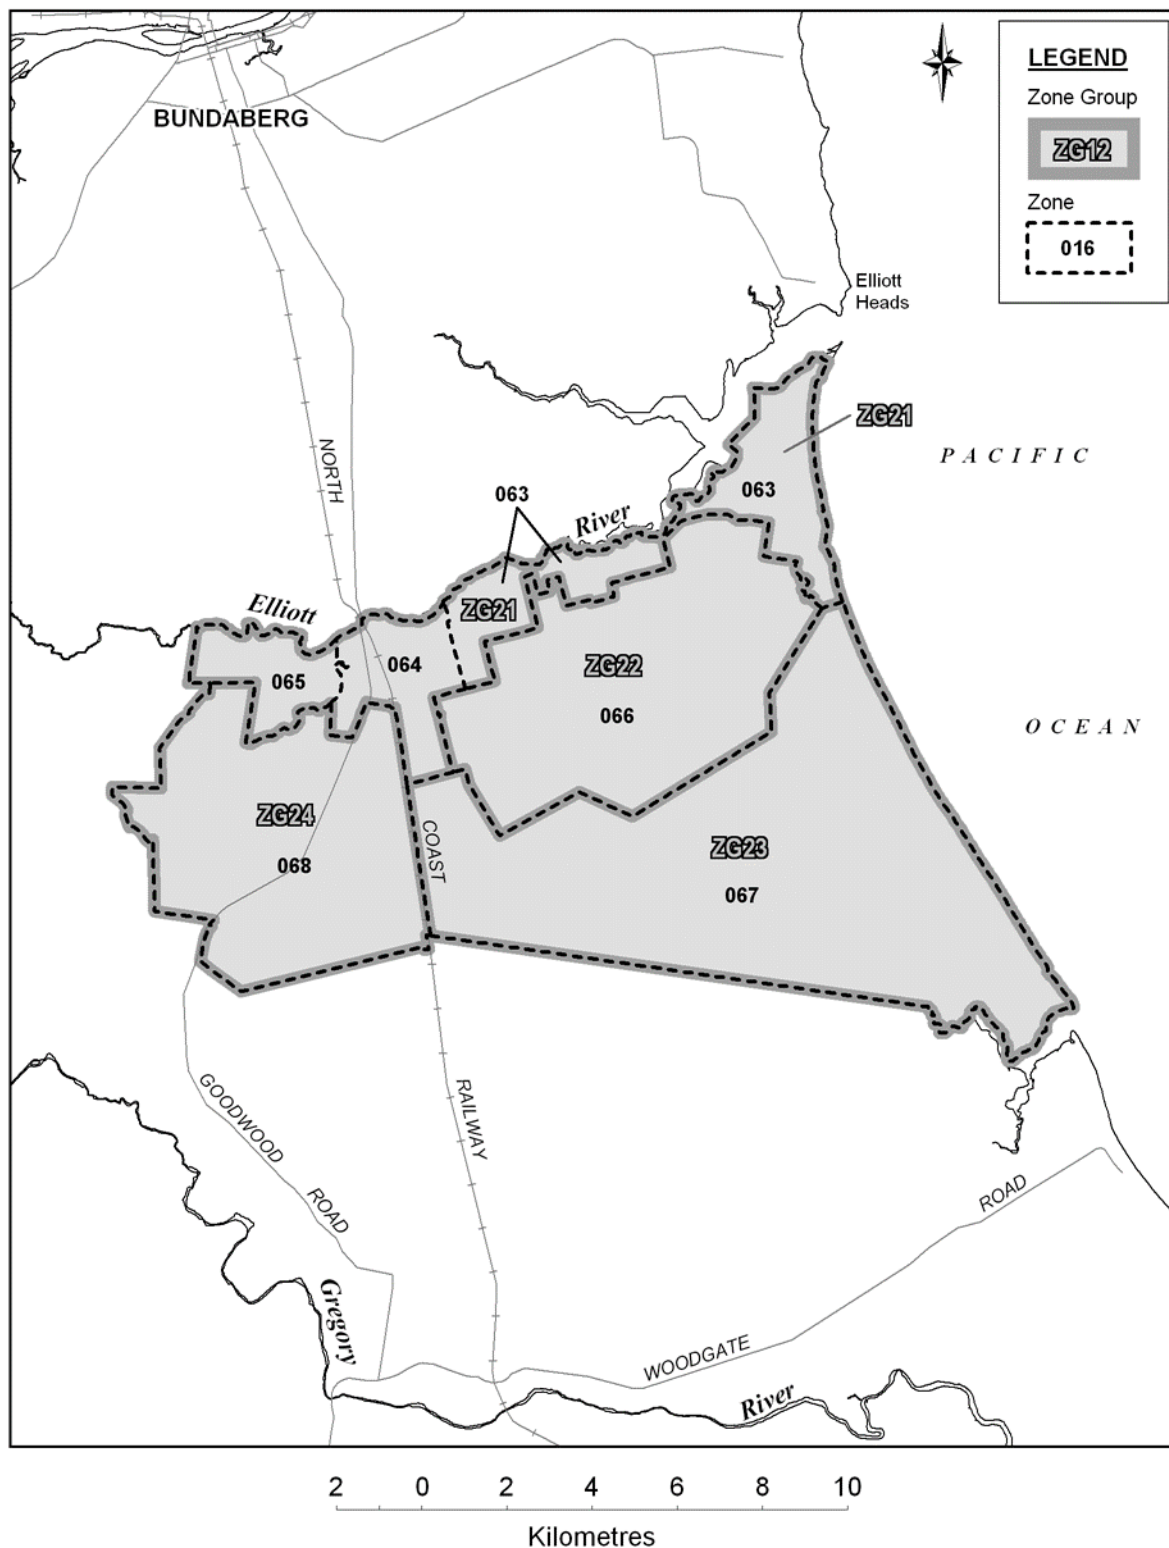 LEGEND
Zone Group
ZG12
Zone
016
BUNDABERG
Elliott
Heads
ZG21
PACIFIC
NORTH
063
063
River
Elliott
ZG21
064
065
ZG22
066
OCEAN
ZG24
068
COAST
ZG23
067
GOODWOOD
ROAD
RAILWAY
ROAD
Gregory
WOODGATE
River
2 0 2 4 6 8 10
Kilometres